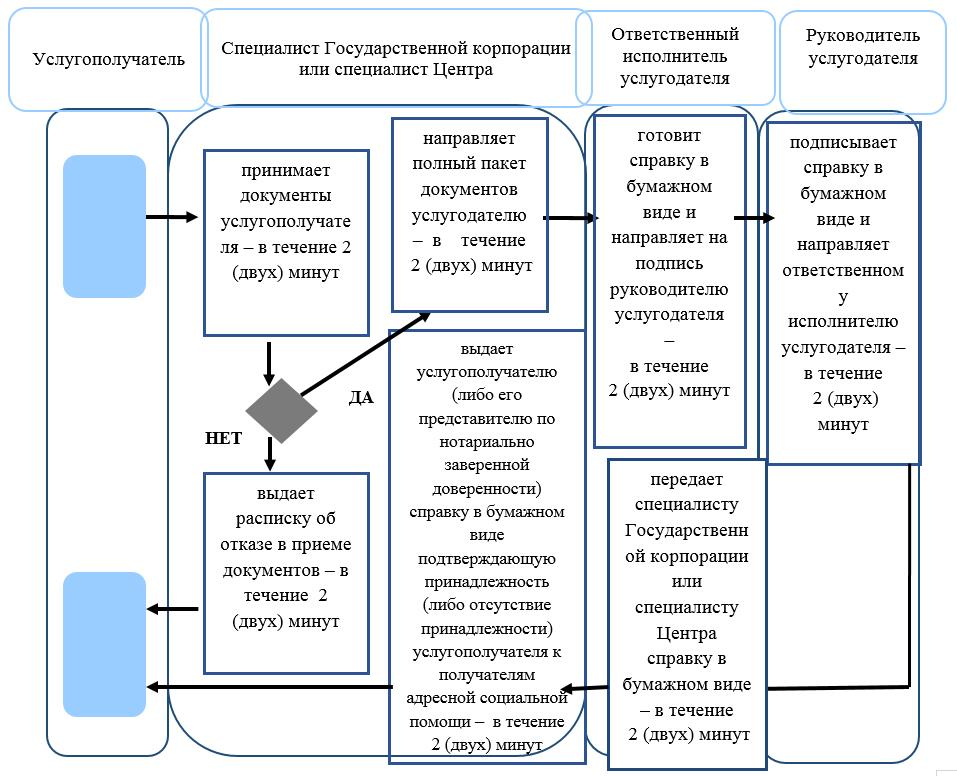 Услугополучатель
Специалист Государственной корпорации
или специалист Центра
Ответственный
исполнитель
услугодателя
Руководитель
услугодателя
принимает
документы
услугополучате
ля – в течение 2
(двух) минут
направляет
полный пакет
документов
услугодателю
– в течение
2 (двух) минут
готовит
справку в
бумажном
виде и
направляет на
подпись
руководителю
услугодателя
–
в течение
2 (двух) минут
подписывает
справку в
бумажном
виде и
направляет
ответственном
у
исполнителю
услугодателя –
в течение
2 (двух)
минут
ДА
НЕТ
выдает
расписку об
отказе в приеме
документов – в
течение 2
(двух) минут
выдает
услугополучателю
(либо его
представителю по
нотариально
заверенной
доверенности)
справку в бумажном
виде
подтверждающую
принадлежность
(либо отсутствие
принадлежности)
услугополучателя к
получателям
адресной социальной
помощи – в течение
2 (двух) минут
передает
специалисту
Государственн
ой корпорации
или
специалисту
Центра
справку в
бумажном виде
– в течение
2 (двух) минут